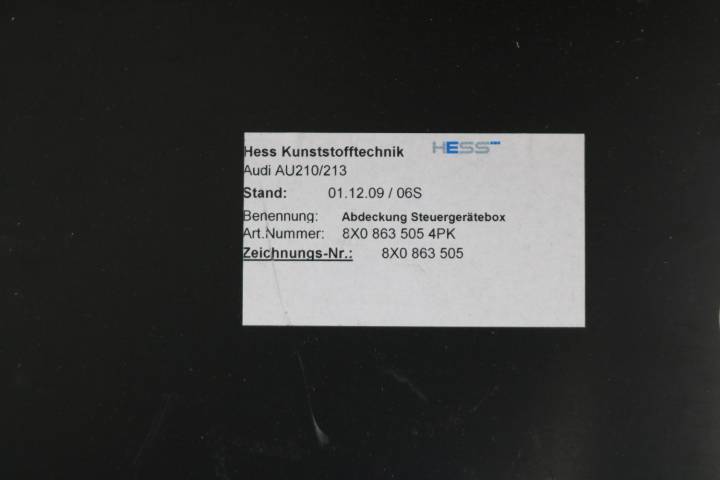 Hess Kunststofftechnik HESS
Audi AU210/213
Stand: 01.12.09 / 06S
Benennung: Abdeckung Steuergerätebox
Art.Nummer: 8X0 863 505 4PK
Zeichnungs-Nr.: 8X0 863 505